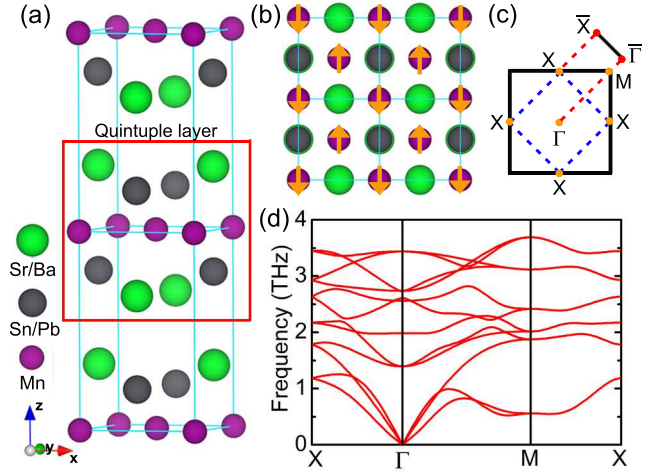 (a)
Quintuple layer
Sr/Ba
Sn/Pb
Mn
z
y
x
(b)
(c)
X̅
Γ̅
X
M
X
Γ
X
X
(d)
Frequency (THz)
4
3
2
1
0
X
Γ
M
X